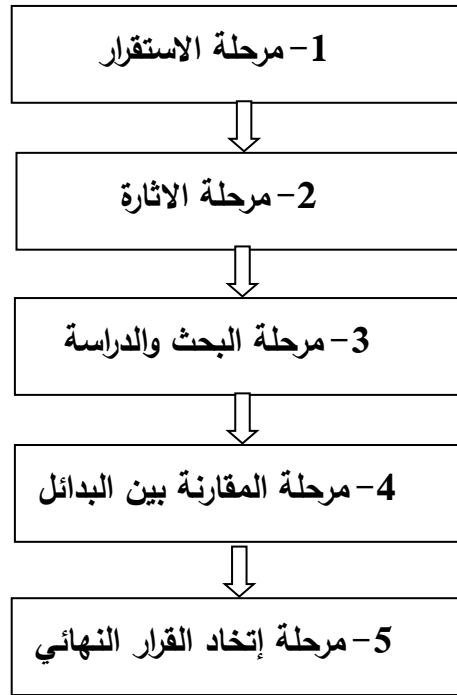 1- مرحلة الاستقرار
2- مرحلة الاثارة
3- مرحلة البحث والدراسة
4- مرحلة المقارنة بين البدائل
5- مرحلة إتخاد القرار النهائي